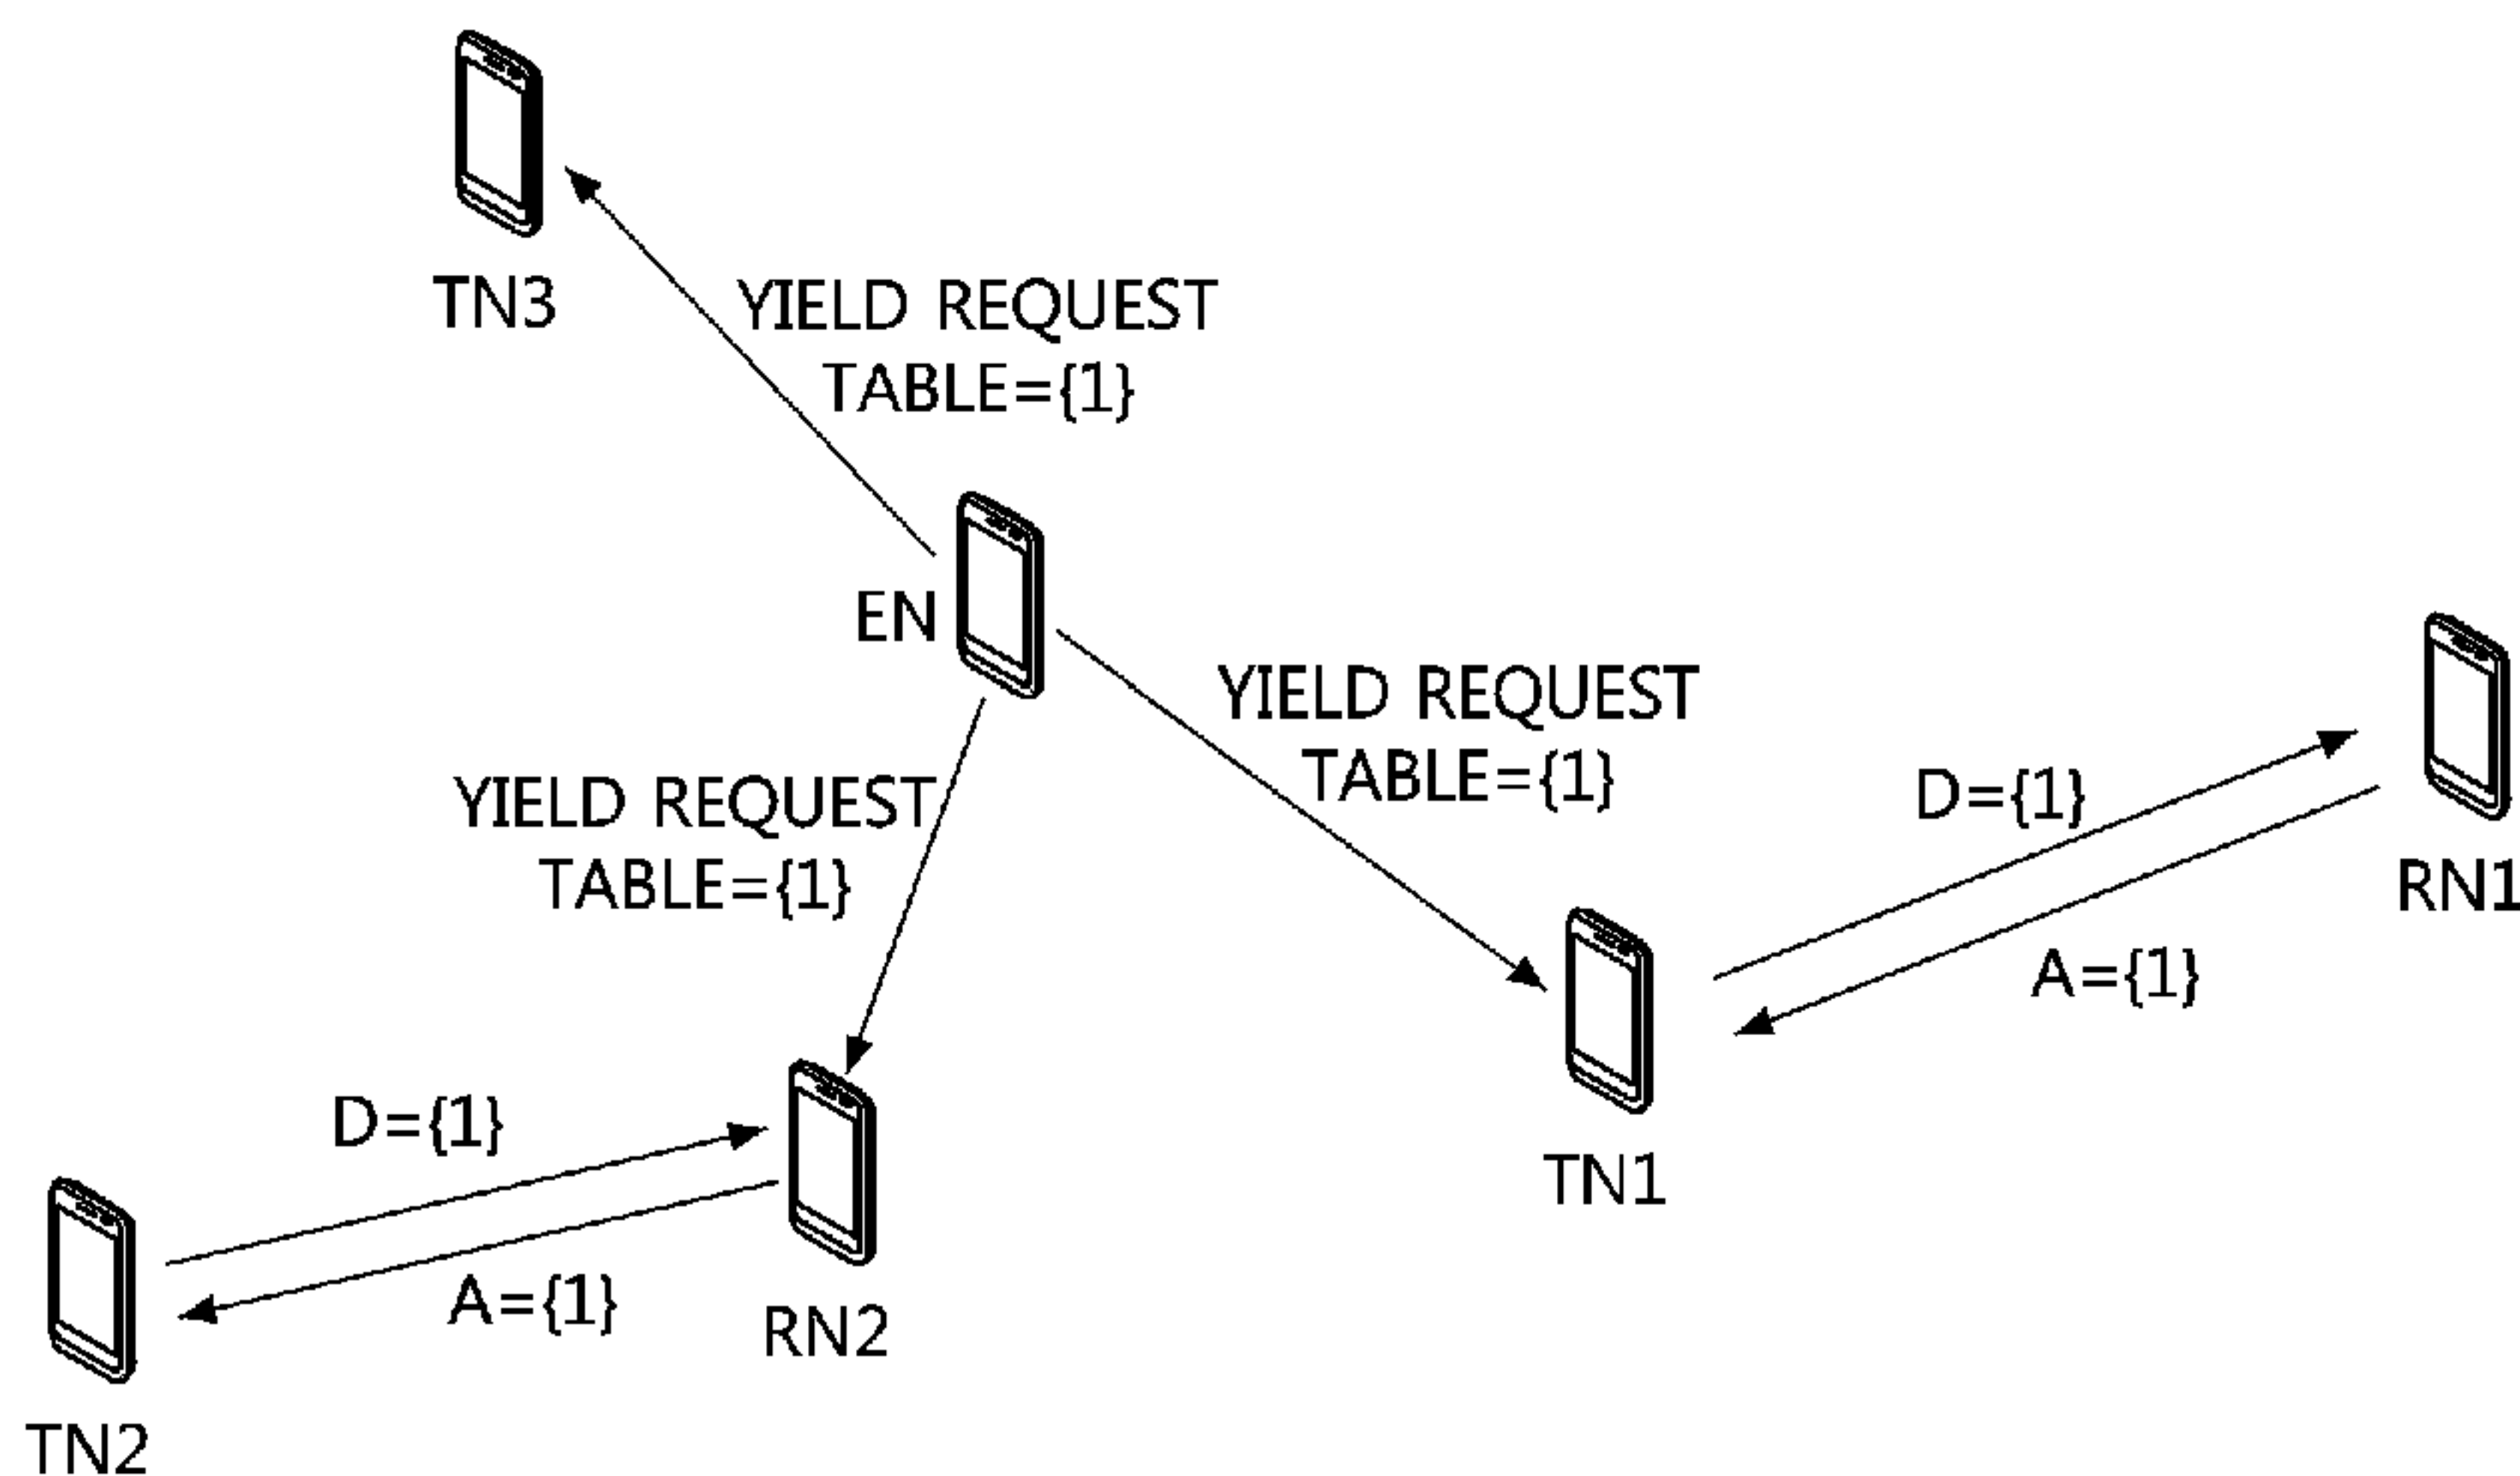 TN3
YIELD REQUEST
TABLE={1}
EN
YIELD REQUEST
TABLE={1}
YIELD REQUEST
TABLE={1}
D={1}
RN1
A={1}
TN1
D={1}
A={1}
RN2
TN2